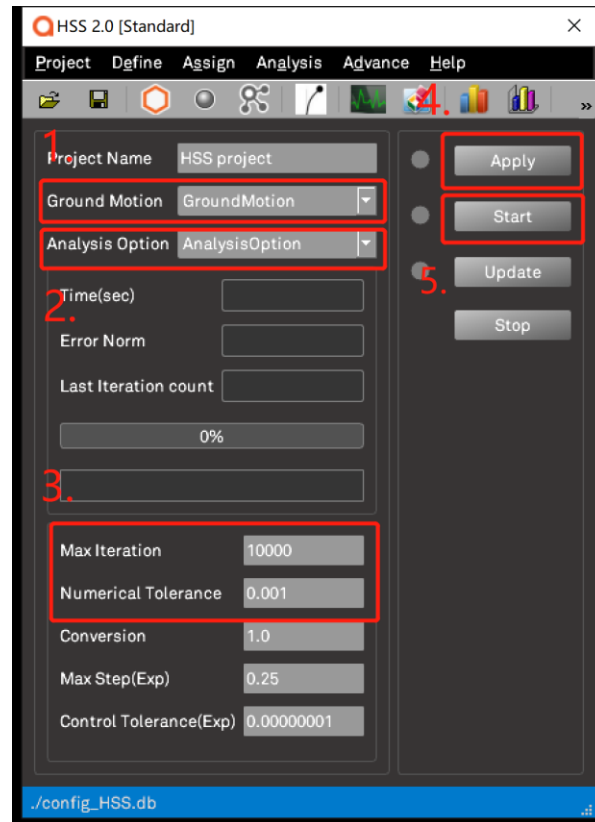 HSS 2.0 [Standard]
Project Define Assign Analysis Advance Help
4.
»
1.
Project Name HSS project
Apply
Ground Motion GroundMotion
Start
Analysis Option AnalysisOption
5.
Update
2.
Time(sec)
Stop
Error Norm
Last Iteration count
0%
3.
Max Iteration 10000
Numerical Tolerance 0.001
Conversion 1.0
Max Step(Exp) 0.25
Control Tolerance(Exp) 0.00000001
./config_HSS.db